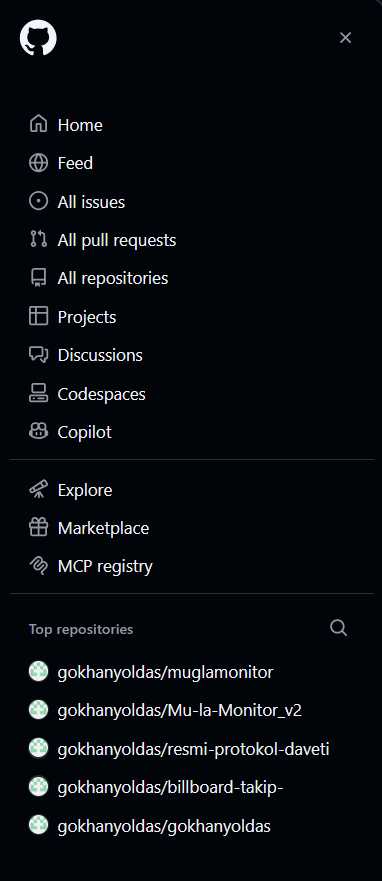 Home
Feed
All issues
All pull requests
All repositories
Projects
Discussions
Codespaces
Copilot
Explore
Marketplace
MCP registry
Top repositories
gokhanyoldas/muglamonitor
gokhanyoldas/Mu-la-Monitor_v2
gokhanyoldas/resmi-protokol-daveti
gokhanyoldas/billboard-takip-
gokhanyoldas/gokhanyoldas